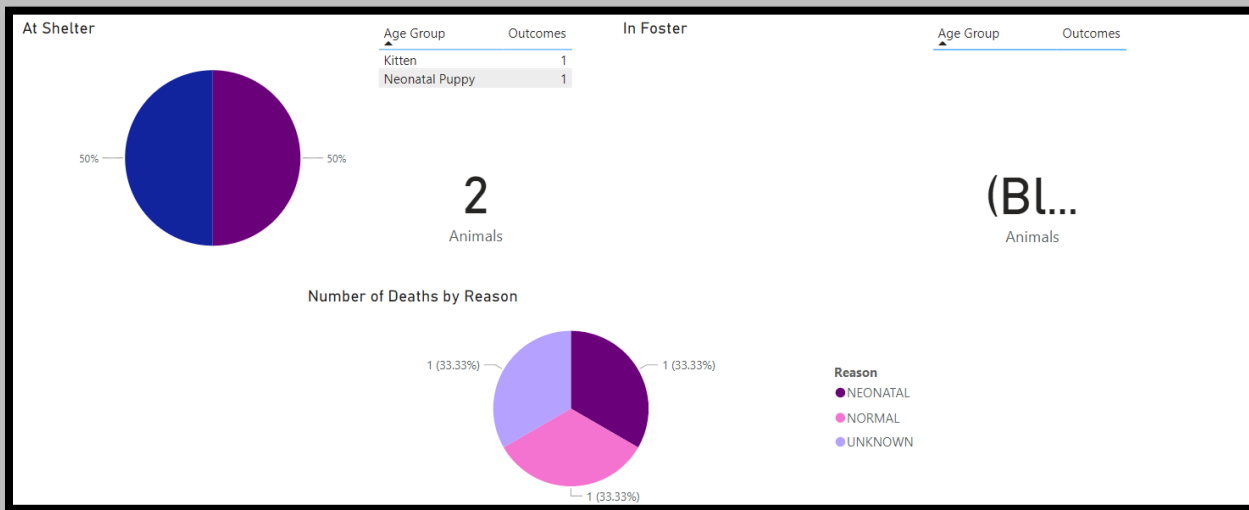 At Shelter
Age Group Outcomes
Kitten 1
Neonatal Puppy 1
50%
50%
2
Animals
In Foster
Age Group Outcomes
(Bl...
Animals
Number of Deaths by Reason
1 (33.33%)
1 (33.33%)
1 (33.33%)
Reason
NEONATAL
NORMAL
UNKNOWN